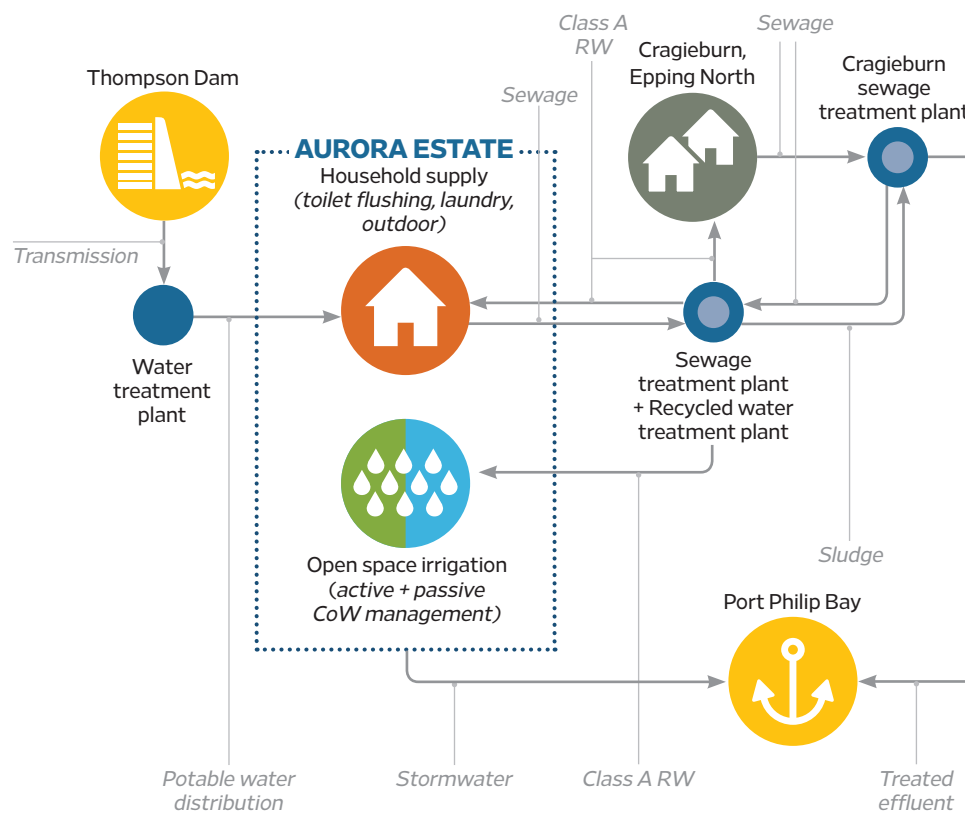 Class A
RW
Sewage
Thompson Dam
Cragieburn,
Epping North
Cragieburn
sewage
treatment plant
Sewage
AURORA ESTATE
Household supply
(toilet flushing, laundry,
outdoor)
Transmission
Water
treatment
plant
Sewage
treatment plant
+ Recycled water
treatment plant
Open space irrigation
(active + passive
CoW management)
Sludge
Port Philip Bay
Potable water
distribution
Stormwater
Class A RW
Treated
effluent